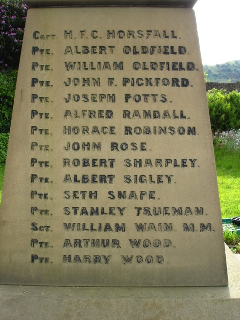 Capt. H. F. C. HORSFALL.
Pte. ALBERT OLDFIELD.
Pte. WILLIAM OLDFIELD.
Pte. JOHN F. PICKFORD.
Pte. JOSEPH POTTS.
Pte. ALFRED RANDALL.
Pte. HORACE ROBINSON.
Pte. JOHN ROSE.
Pte. ROBERT SHARPLEY.
Pte. ALBERT SIGLEY.
Pte. SETH SNAPE.
Pte. STANLEY TRUEMAN.
Sgt. WILLIAM WAIN. M.M.
Pte. ARTHUR WOOD.
Pte. HARRY WOOD.